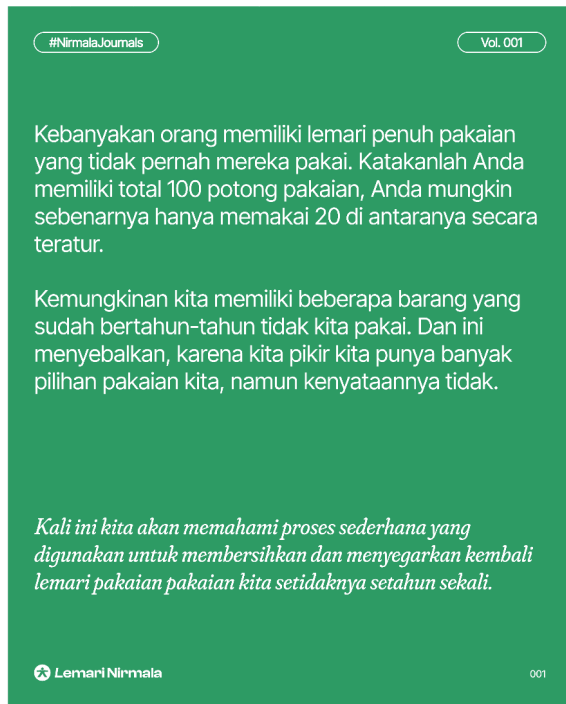 #NirmalaJournals
Vol. 001
Kebanyakan orang memiliki lemari penuh pakaian
yang tidak pernah mereka pakai. Katakanlah Anda
memiliki total 100 potong pakaian, Anda mungkin
sebenarnya hanya memakai 20 di antaranya secara
teratur.
Kemungkinan kita memiliki beberapa barang yang
sudah bertahun-tahun tidak kita pakai. Dan ini
menyebalkan, karena kita pikir kita punya banyak
pilihan pakaian kita, namun kenyataannya tidak.
Kali ini kita akan memahami proses sederhana yang
digunakan untuk membersihkan dan menyegarkan kembali
lemari pakaian pakaian kita setidaknya setahun sekali.
Lemari Nirmala
001